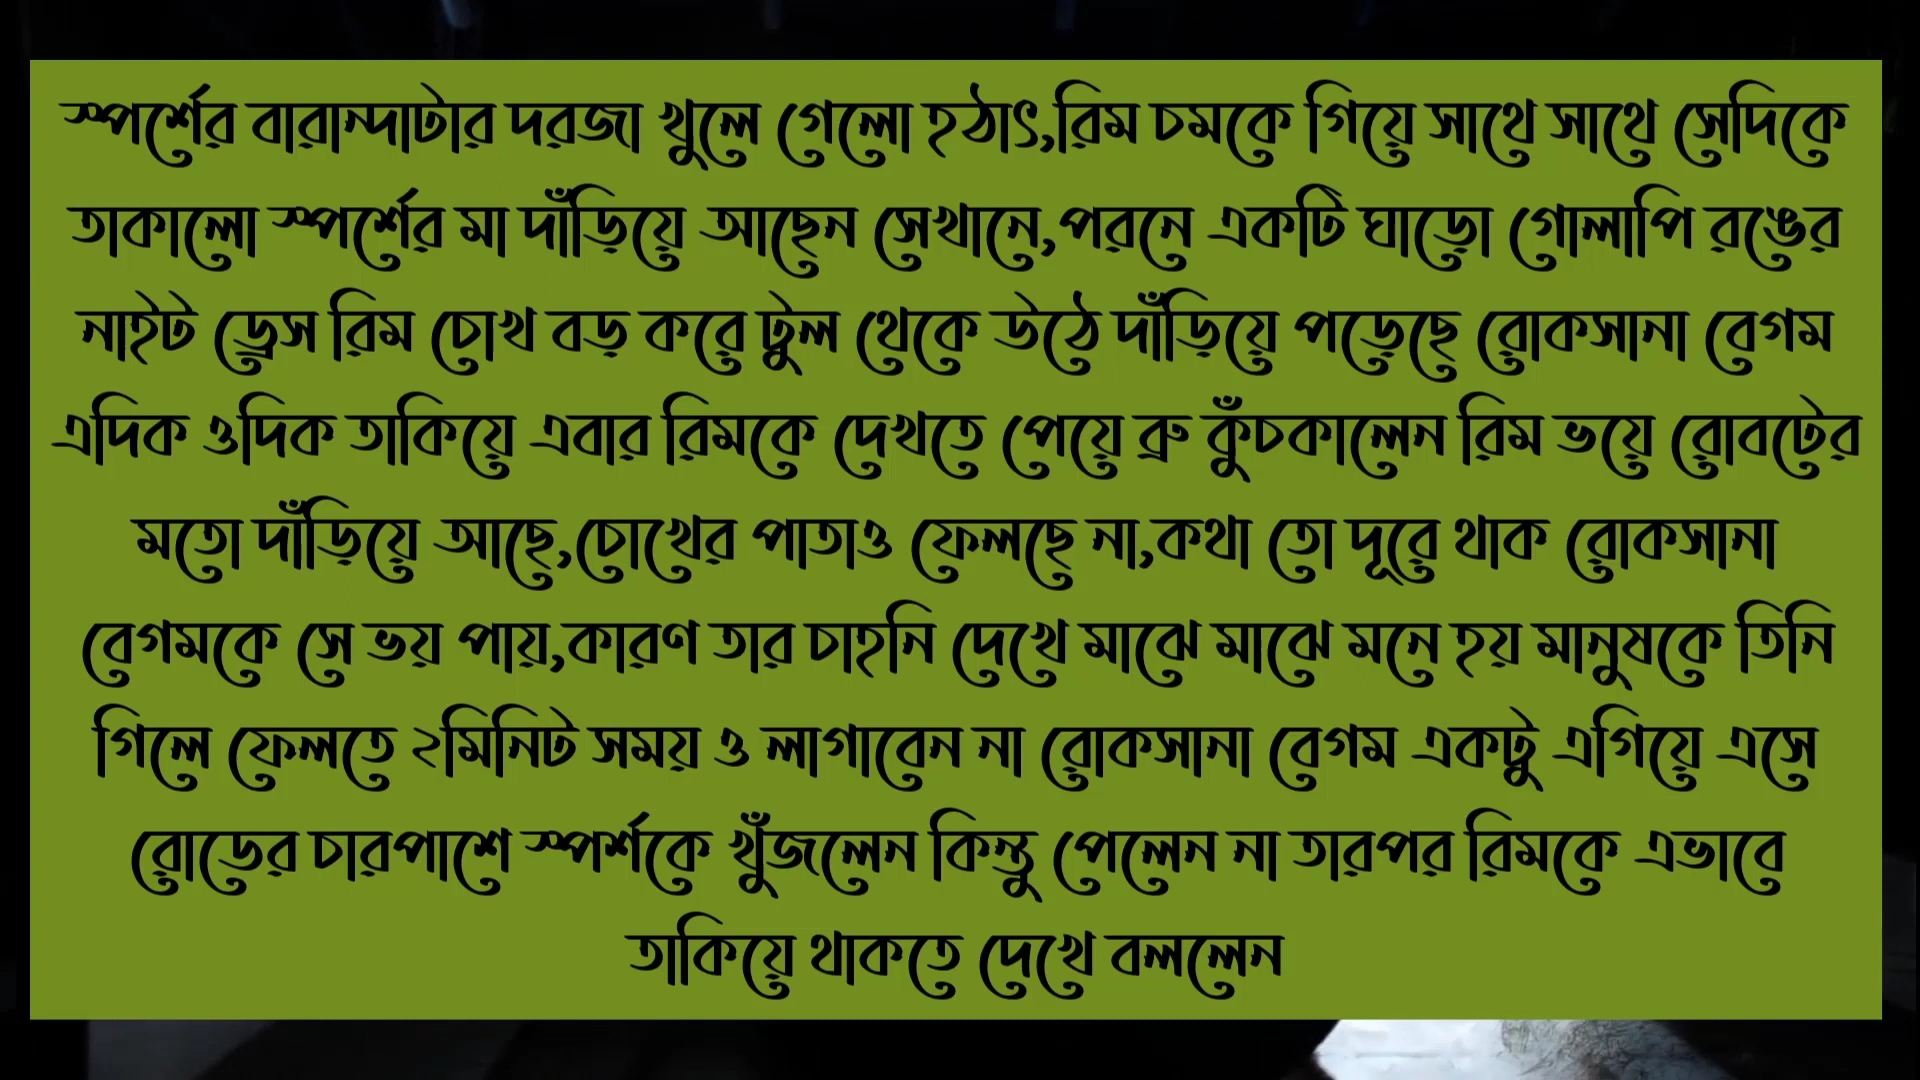 স্পর্শের বারান্দাটার দরজা খুলে গেলো হঠাৎ,রিম চমকে গিয়ে সাথে সাথে সেদিকে
তাকালো স্পর্শের মা দাঁড়িয়ে আছেন সেখানে,পরনে একটি ঘাড়ো গোলাপি রঙের
নাইট ড্রেস রিম চোখ বড় করে টুল থেকে উঠে দাঁড়িয়ে পড়েছে রোকসানা বেগম
এদিক ওদিক তাকিয়ে এবার রিমকে দেখতে পেয়ে ব্রু কুঁচকালেন রিম ভয়ে রোবটের
মতো দাঁড়িয়ে আছে,চোখের পাতাও ফেলছে না,কথা তো দূরে থাক রোকসানা
বেগমকে সে ভয় পায়,কারণ তার চাহনি দেখে মাঝে মাঝে মনে হয় মানুষকে তিনি
গিলে ফেলতে ২মিনিট সময় ও লাগাবেন না রোকসানা বেগম একটু এগিয়ে এসে
রোডের চারপাশে স্পর্শকে খুঁজলেন কিন্তু পেলেন না তারপর রিমকে এভাবে
তাকিয়ে থাকতে দেখে বললেন